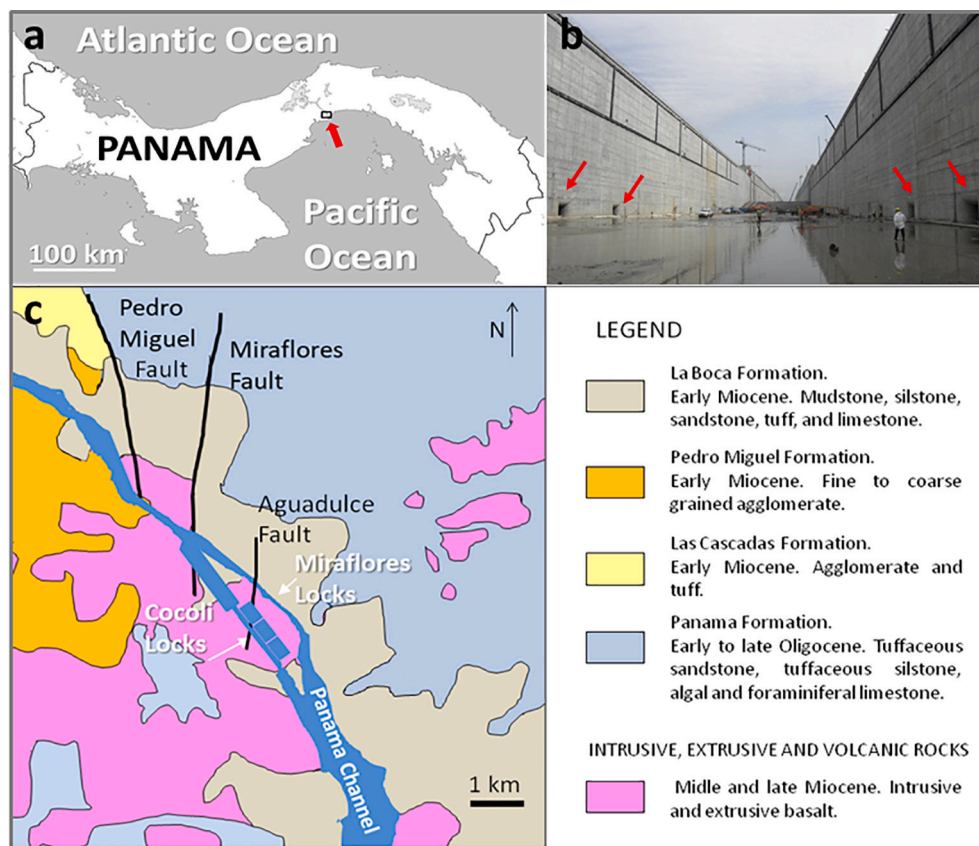 a
Atlantic Ocean
PANAMA
Pacific
Ocean
100 km
b
c
Pedro
Miguel
Fault
Miraflores
Fault
N
Aguadulce
Fault
Miraflores
Locks
Cocoli
Locks
Panama Channel
1 km
LEGEND
La Boca Formation.
Early Miocene. Mudstone, silstone,
sandstone, tuff, and limestone.
Pedro Miguel Formation.
Early Miocene. Fine to coarse
grained agglomerate.
Las Cascadas Formation.
Early Miocene. Agglomerate and
tuff.
Panama Formation.
Early to late Oligocene. Tuffaceous
sandstone, tuffaceous silstone,
algal and foraminiferal limestone.
INTRUSIVE, EXTRUSIVE AND VOLCANIC ROCKS
Midle and late Miocene. Intrusive
and extrusive basalt.